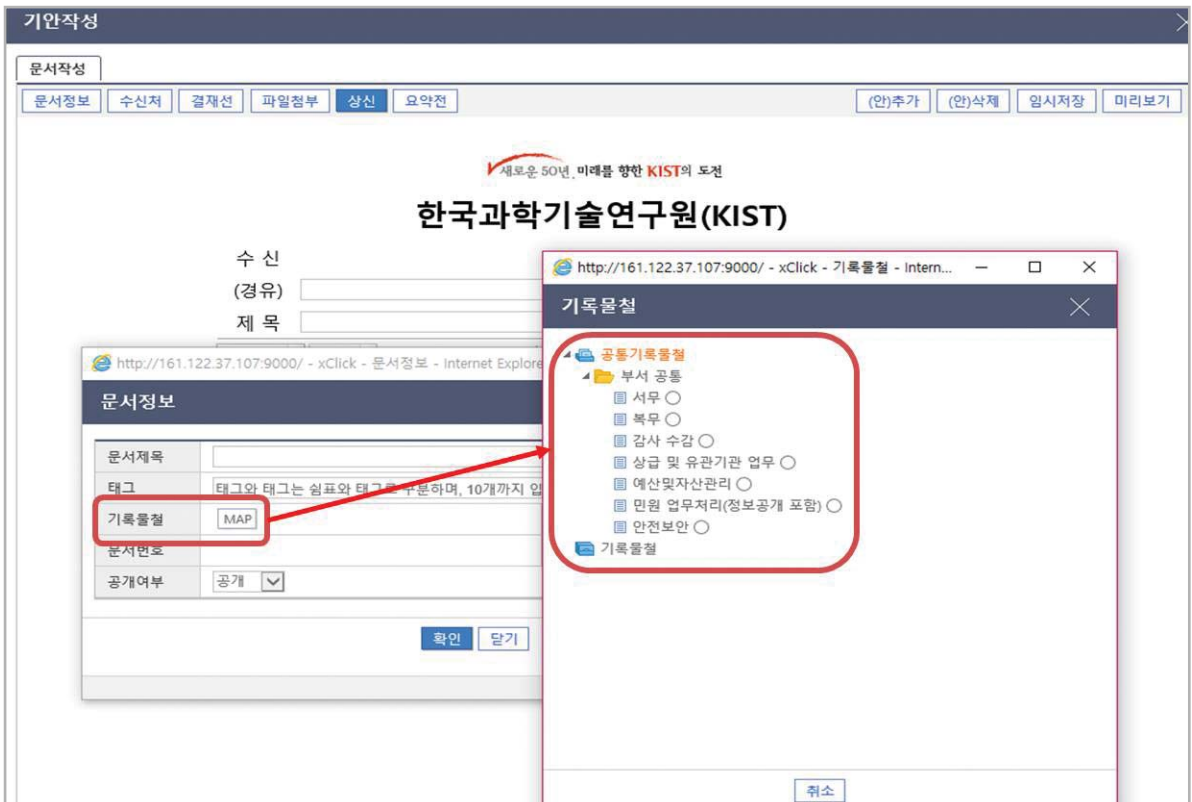 기안작성
문서작성
문서정보 수신처 결재선 파일첨부 상신 요약전 (안)추가 (안)삭제 임시저장 미리보기
새로운 50년, 미래를 향한 KIST의 도전
한국과학기술연구원(KIST)
수 신
(경유)
제 목
http://161.122.37.107:9000/ - xClick - 문서정보 - Internet Explore
문서정보
문서제목
태그 태그와 태그는 쉼표와 태그로 구분하며, 10개까지 입
기록물철 MAP
문서번호
공개여부 공개
확인 닫기
http://161.122.37.107:9000/ - xClick - 기록물철 - Intern...
기록물철
공통기록물철
부서 공통
서무
복무
감사 수감
상급 및 유관기관 업무
예산및자산관리
민원 업무처리(정보공개 포함)
안전보안
기록물철
취소